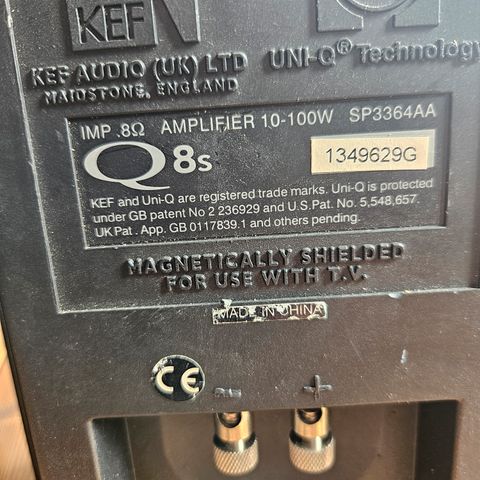 KEF
KEF AUDIO (UK) LTD
MAIDSTONE, ENGLAND
UNI-Q® Technology
IMP .8Ω AMPLIFIER 10-100W SP3364AA
Q8s
1349629G
KEF and Uni-Q are registered trade marks. Uni-Q is protected
under GB patent No 2 236929 and U.S.Pat. No. 5,548,657.
UK Pat. App. GB 0117839.1 and others pending.
MAGNETICALLY SHIELDED
FOR USE WITH T.V.
MADE IN CHINA
CE
- +